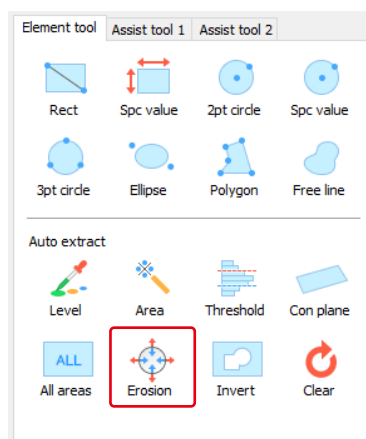 Element tool Assist tool 1 Assist tool 2
Rect Spc value 2pt circle Spc value
3pt circle Ellipse Polygon Free line
Auto extract
Level Area Threshold Con plane
ALL
All areas Erosion Invert Clear